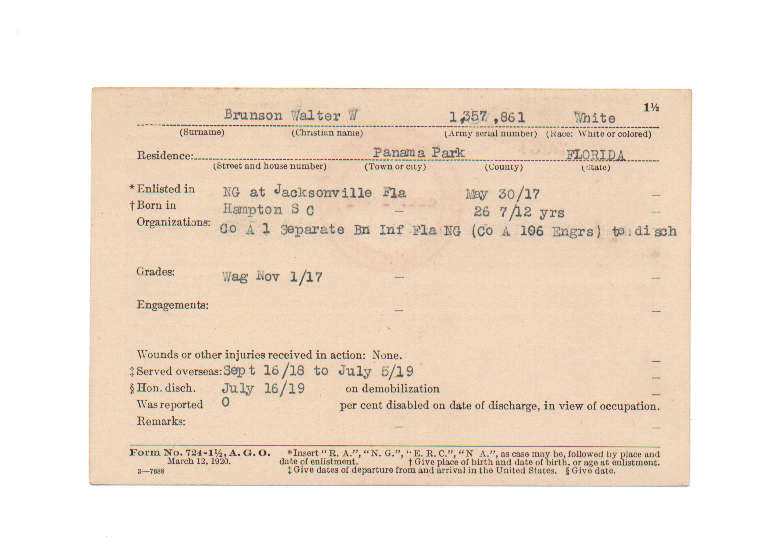 1½
Brunson Walter W 1,357,861 White
(Surname) (Christian name) (Army serial number) (Race: White or colored)
Residence: Panama Park FLORIDA
(Street and house number) (Town or city) (County) (State)
* Enlisted in NG at Jacksonville Fla May 30/17 —
† Born in Hampton S C — 26 7/12 yrs —
Organizations: Co A 1 Separate Bn Inf Fla NG (Co A 106 Engrs) to disch
Grades: Wag Nov 1/17 — —
Engagements: — —
Wounds or other injuries received in action: None. —
‡ Served overseas: Sept 16/18 to July 5/19 —
§ Hon. disch. July 16/19 on demobilization —
Was reported 0 per cent disabled on date of discharge, in view of occupation.
Remarks: — —
Form No. 724-1½, A. G. O. *Insert "R. A.", "N. G.", "E. R. C.", "N A.", as case may be, followed by place and
March 12, 1920. date of enlistment. † Give place of birth and date of birth, or age at enlistment.
3—7688 ‡ Give dates of departure from and arrival in the United States. § Give date.